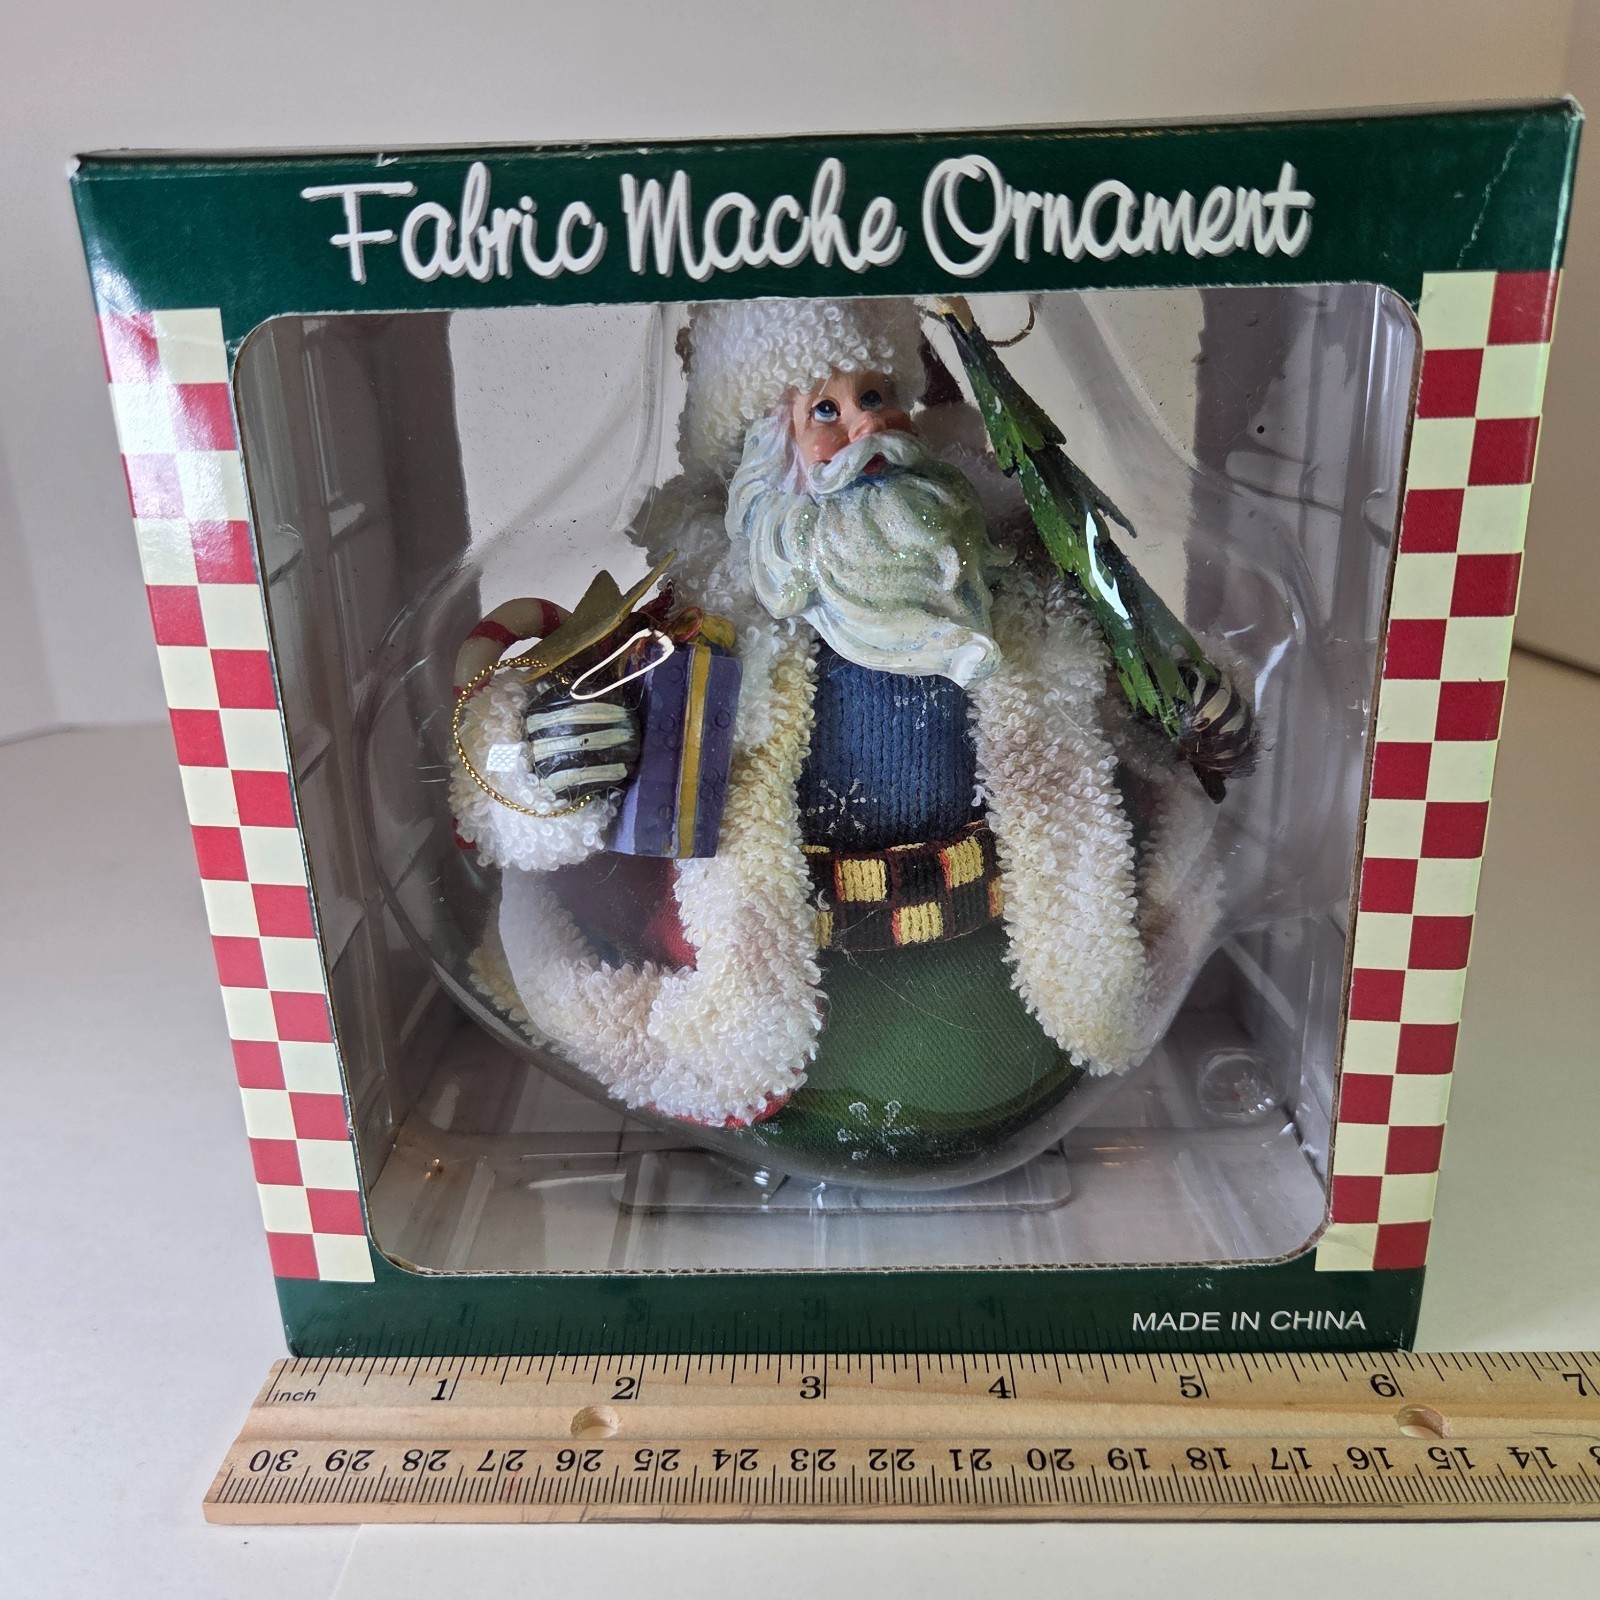 Fabric Mache Ornament
MADE IN CHINA
inch 1 2 3 4 5 6 7
30 29 28 27 26 25 24 23 22 21 20 19 18 17 16 15 14